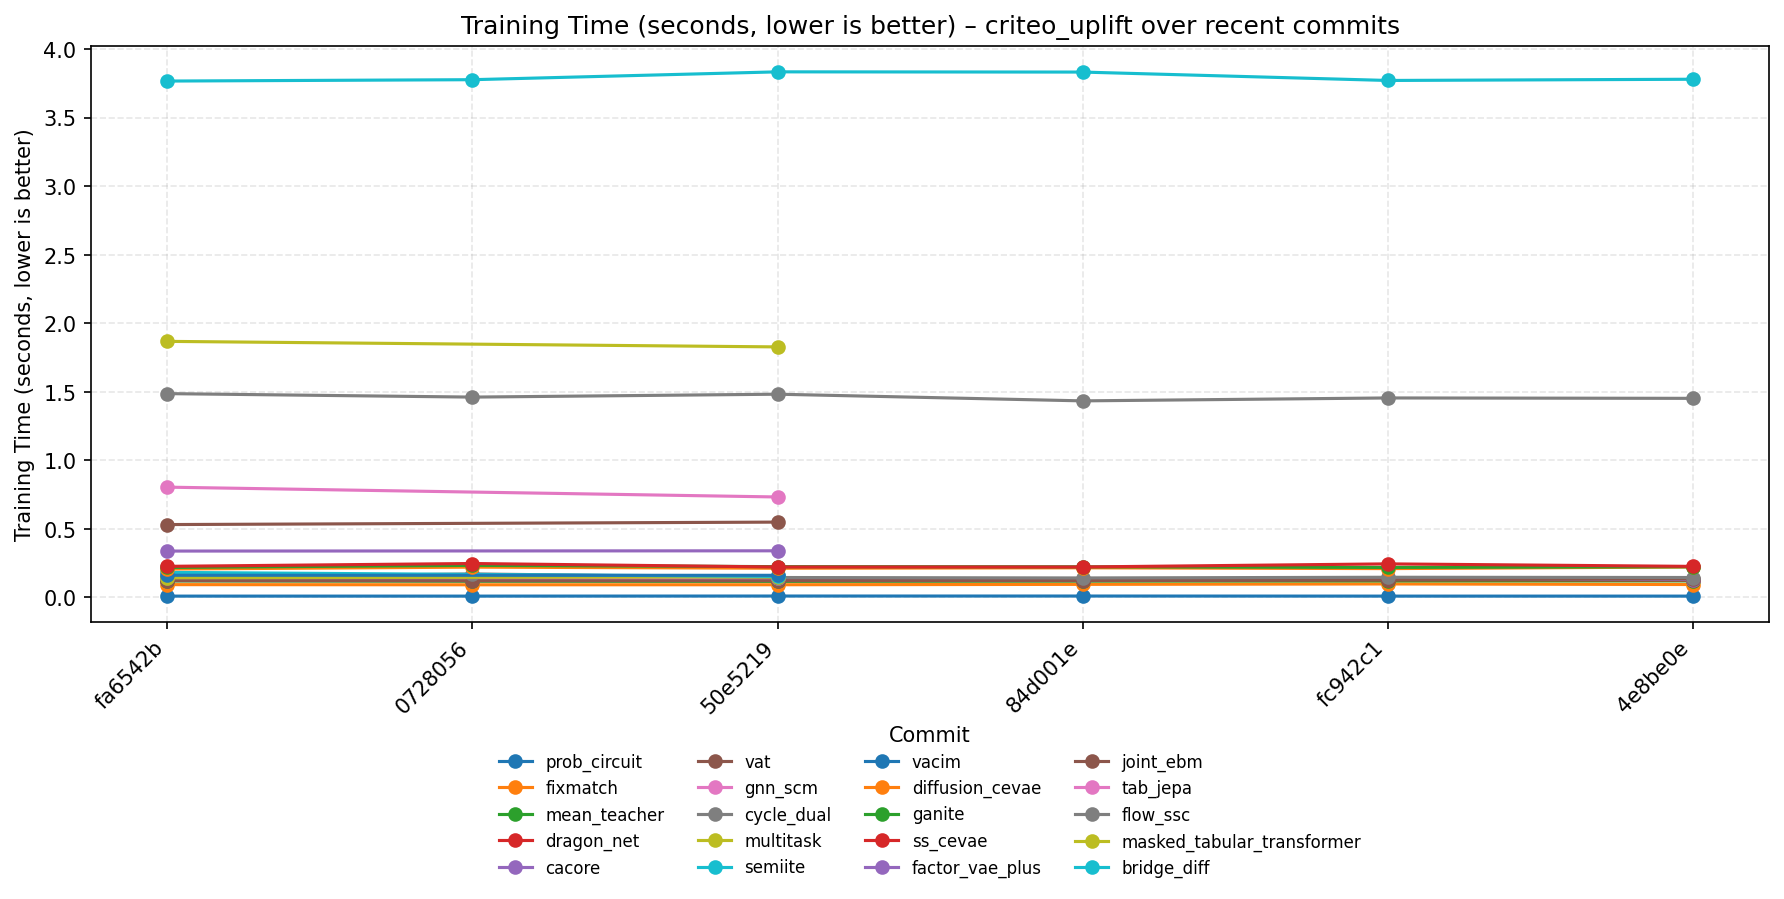 Training Time (seconds, lower is better) – criteo_uplift over recent commits
Training Time (seconds, lower is better)
4.0
3.5
3.0
2.5
2.0
1.5
1.0
0.5
0.0
fa6542b
0728056
50e5219
84d001e
fc942c1
4e8be0e
Commit
prob_circuit
fixmatch
mean_teacher
dragon_net
cacore
vat
gnn_scm
cycle_dual
multitask
semiite
vacim
diffusion_cevae
ganite
ss_cevae
factor_vae_plus
joint_ebm
tab_jepa
flow_ssc
masked_tabular_transformer
bridge_diff